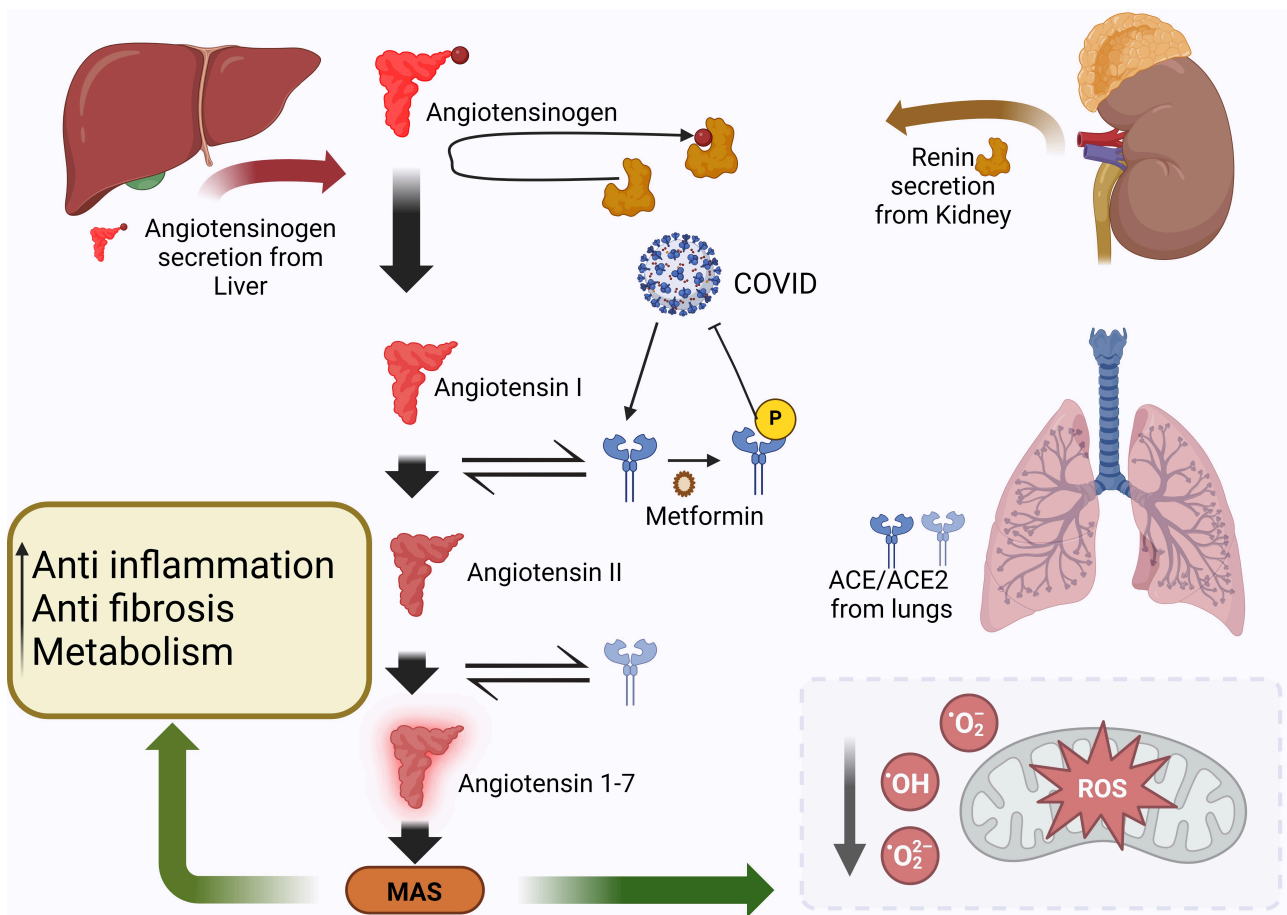 Angiotensinogen
Renin
secretion
from Kidney
Angiotensinogen
secretion from
Liver
COVID
Angiotensin I
P
Metformin
Anti inflammation
Anti fibrosis
Metabolism
Angiotensin II
ACE/ACE2
from lungs
Angiotensin 1-7
•O₂⁻
•OH
ROS
•O₂²⁻
MAS